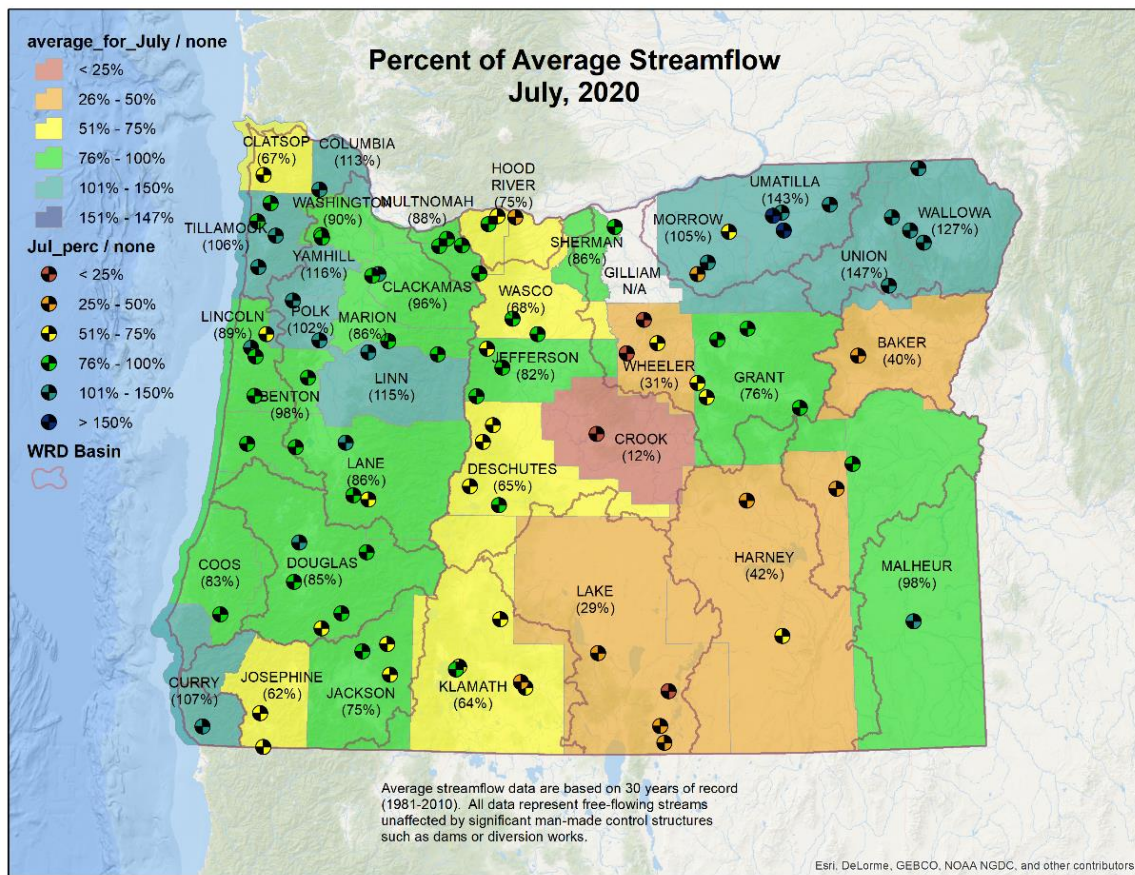 average_for_July / none
< 25%
26% - 50%
51% - 75%
76% - 100%
101% - 150%
151% - 147%
Jul_perc / none
< 25%
25% - 50%
51% - 75%
76% - 100%
101% - 150%
> 150%
WRD Basin
Percent of Average Streamflow
July, 2020
CLATSOP
(67%)
COLUMBIA
(113%)
WASHINGTON
(90%)
MULTNOMAH
(88%)
HOOD
RIVER
(75%)
SHERMAN
(86%)
GILLIAM
N/A
MORROW
(105%)
UMATILLA
(143%)
WALLOWA
(127%)
UNION
(147%)
TILLAMOOK
(106%)
YAMHILL
(116%)
CLACKAMAS
(96%)
WASCO
(68%)
LINCOLN
(89%)
POLK
(102%)
MARION
(86%)
JEFFERSON
(82%)
WHEELER
(31%)
GRANT
(76%)
BAKER
(40%)
BENTON
(98%)
LINN
(115%)
CROOK
(12%)
LANE
(86%)
DESCHUTES
(65%)
COOS
(83%)
DOUGLAS
(85%)
LAKE
(29%)
HARNEY
(42%)
MALHEUR
(98%)
CURRY
(107%)
JOSEPHINE
(62%)
JACKSON
(75%)
KLAMATH
(64%)
Average streamflow data are based on 30 years of record
(1981-2010). All data represent free-flowing streams
unaffected by significant man-made control structures
such as dams or diversion works.
Esri, DeLorme, GEBCO, NOAA NGDC, and other contributors